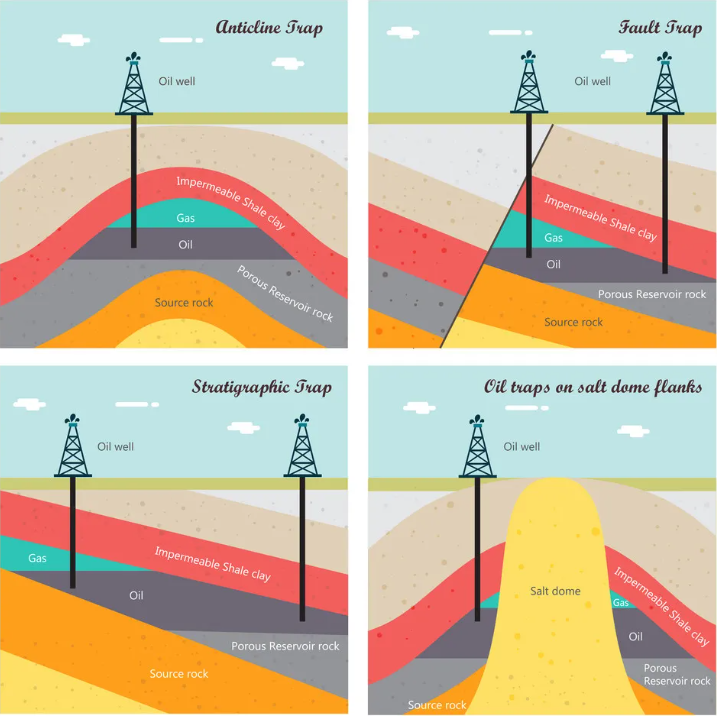 Anticline Trap
Oil well
Impermeable Shale clay
Gas
Oil
Porous Reservoir rock
Source rock
Fault Trap
Oil well
Impermeable Shale clay
Gas
Oil
Porous Reservoir rock
Source rock
Stratigraphic Trap
Oil well
Gas
Impermeable Shale clay
Oil
Porous Reservoir rock
Source rock
Oil traps on salt dome flanks
Oil well
Salt dome
Impermeable Shale clay
Gas
Oil
Porous
Reservoir rock
Source rock